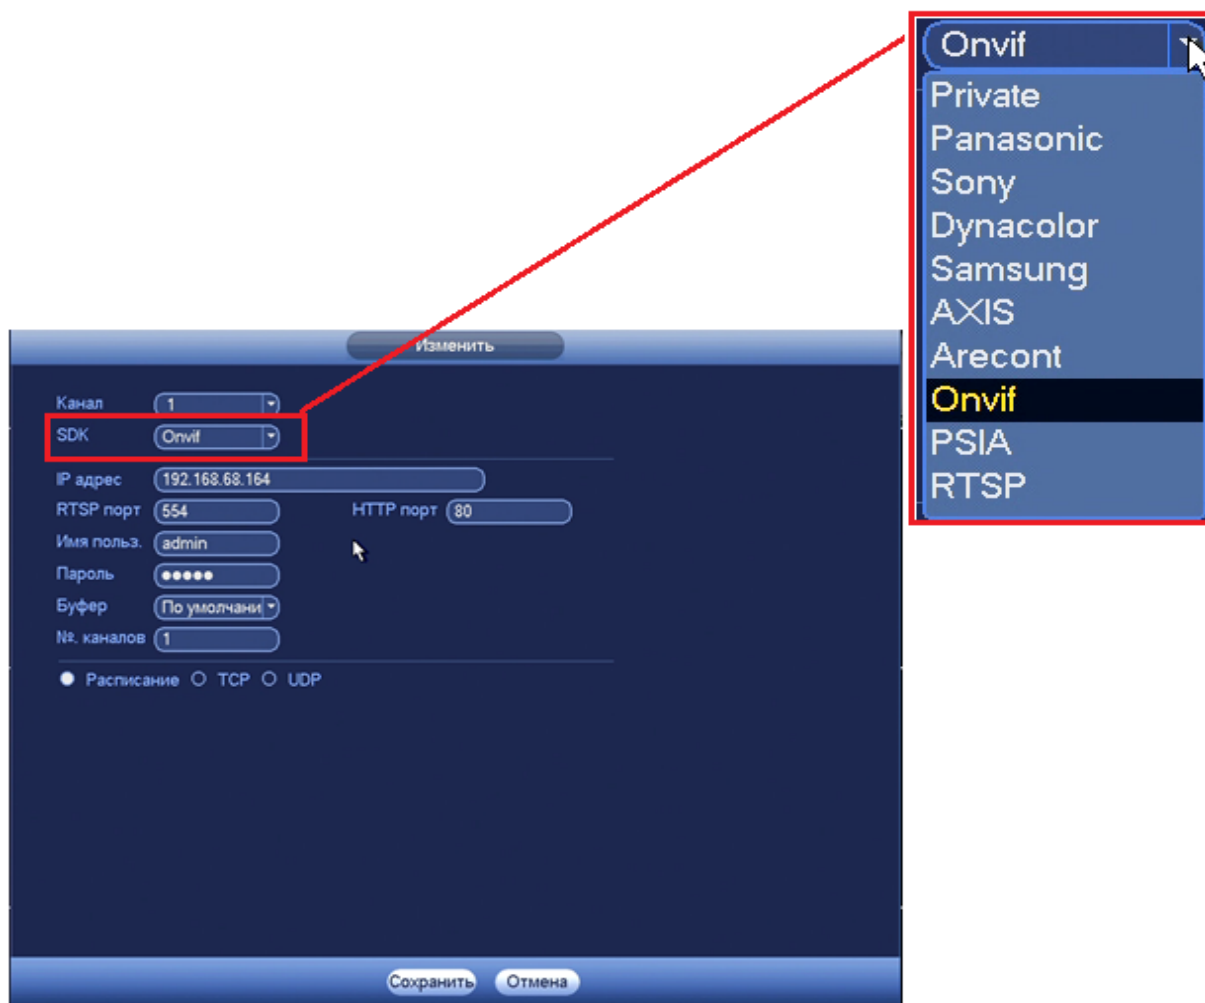 Onvif
Private
Panasonic
Sony
Dynacolor
Samsung
AXIS
Arecont
Onvif
PSIA
RTSP
Изменить
Канал 1
SDK Onvif
IP адрес 192.168.68.164
RTSP порт 554 HTTP порт 80
Имя польз. admin
Пароль •••••
Буфер По умолчани
№. каналов 1
Расписание TCP UDP
Сохранить Отмена